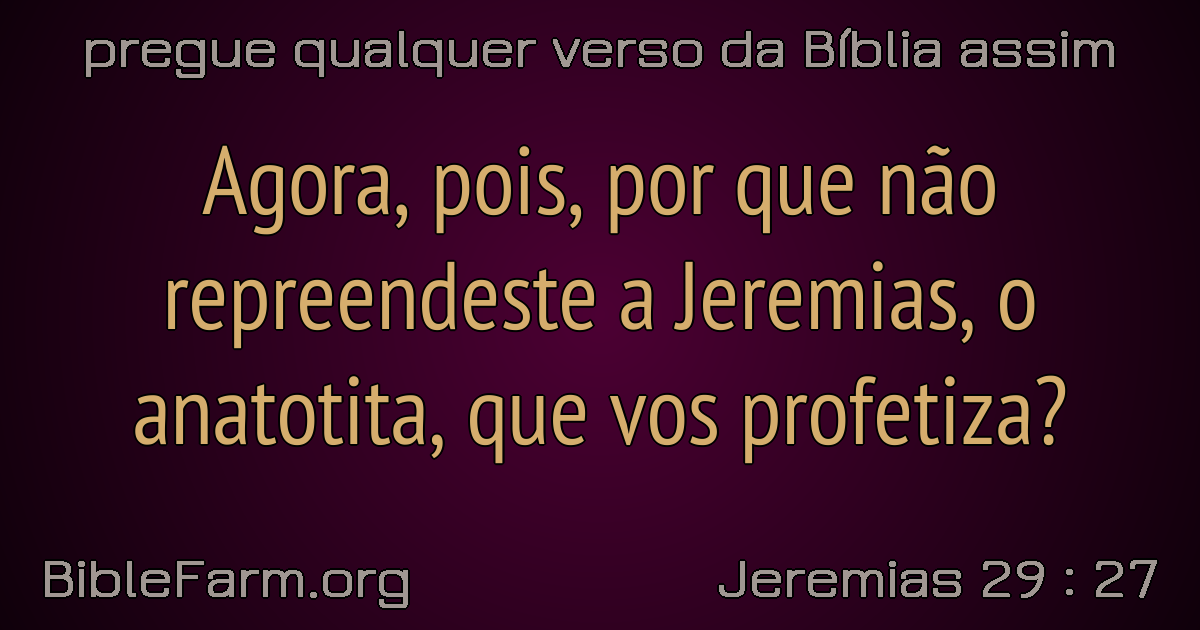 pregue qualquer verso da Bíblia assim
Agora, pois, por que não
repreendeste a Jeremias, o
anatotita, que vos profetiza?
BibleFarm.org
Jeremias 29 : 27